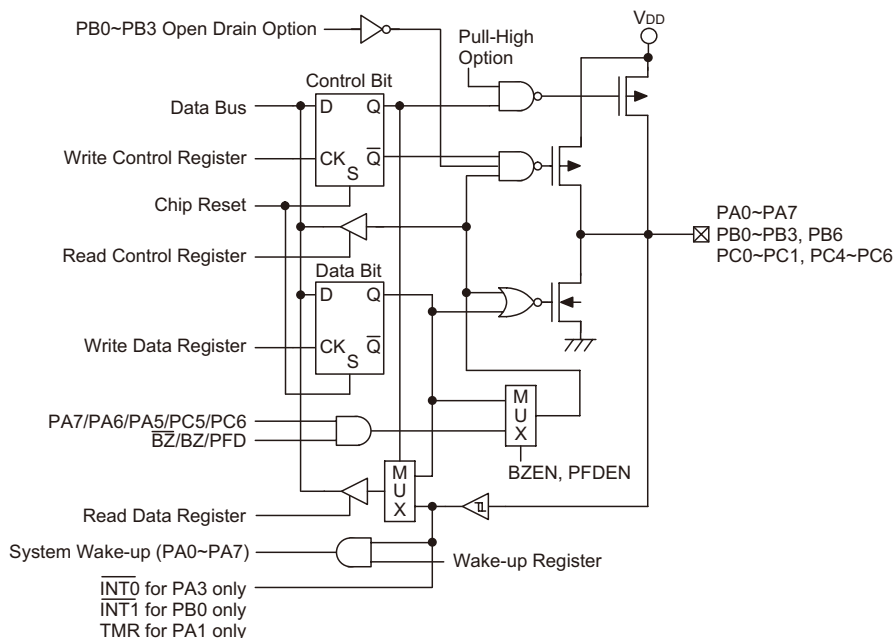 PB0~PB3 Open Drain Option
Pull-High
Option
VDD
Control Bit
Data Bus
D Q
Write Control Register
CK Q̅
S
Chip Reset
Read Control Register
PA0~PA7
PB0~PB3, PB6
PC0~PC1, PC4~PC6
Data Bit
D Q
Write Data Register
CK Q̅
S
PA7/PA6/PA5/PC5/PC6
B̅Z̅/BZ/PFD
M
U
X
BZEN, PFDEN
M
U
X
Read Data Register
System Wake-up (PA0~PA7)
Wake-up Register
I̅N̅T̅0̅ for PA3 only
I̅N̅T̅1̅ for PB0 only
TMR for PA1 only